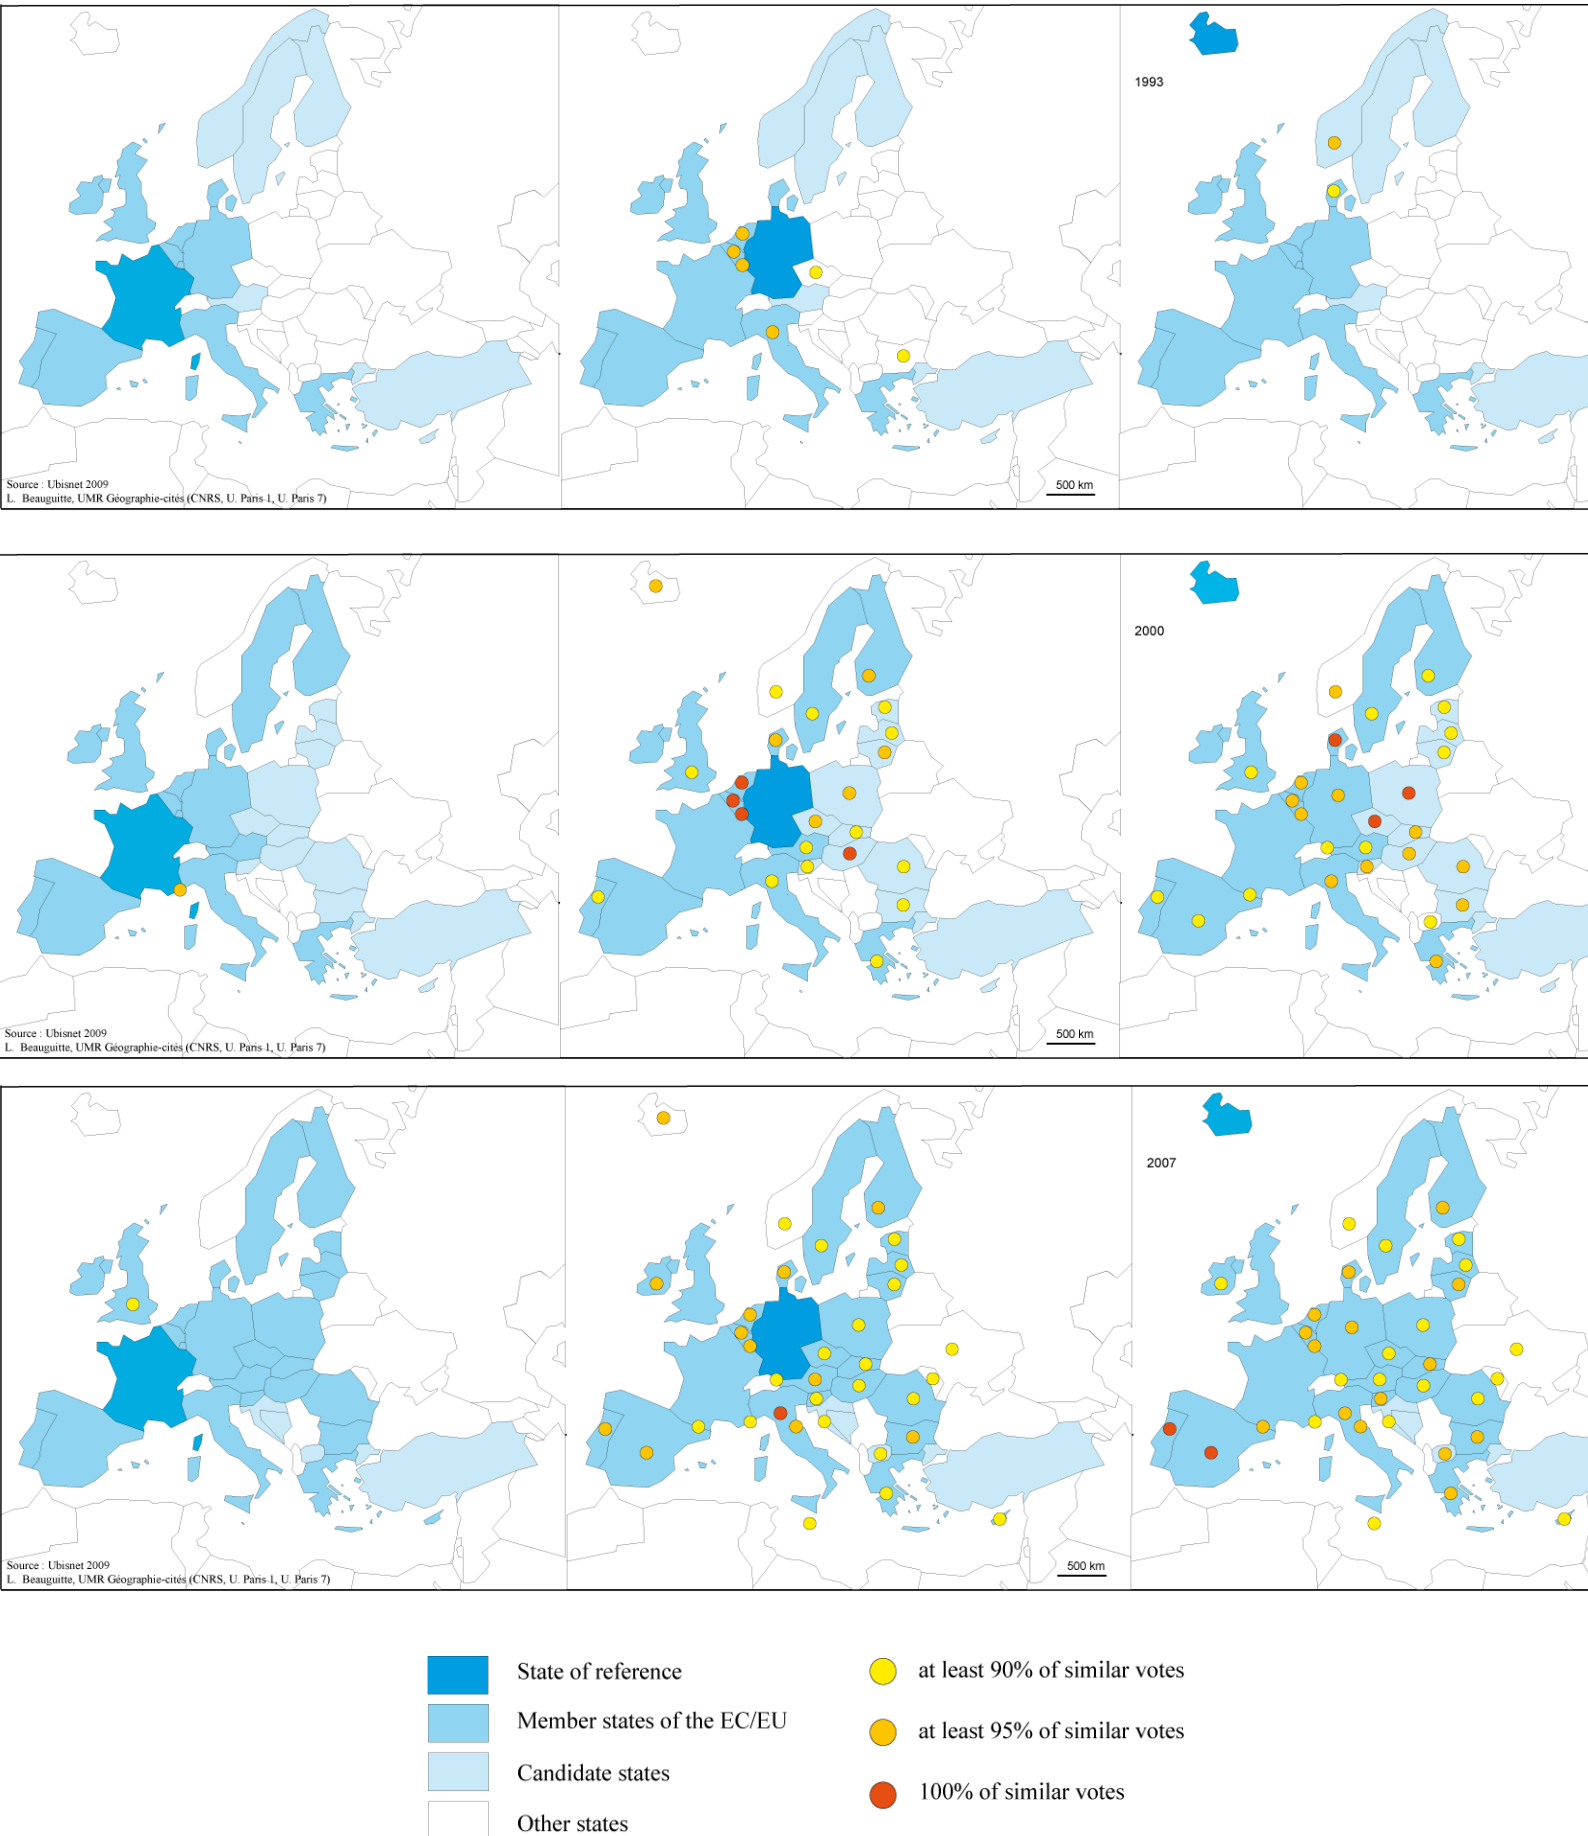 1993
Source : Ubisnet 2009
L. Beauguitte, UMR Géographie-cités (CNRS, U. Paris 1, U. Paris 7)
500 km
2000
Source : Ubisnet 2009
L. Beauguitte, UMR Géographie-cités (CNRS, U. Paris 1, U. Paris 7)
500 km
2007
Source : Ubisnet 2009
L. Beauguitte, UMR Géographie-cités (CNRS, U. Paris 1, U. Paris 7)
500 km
State of reference
Member states of the EC/EU
Candidate states
Other states
at least 90% of similar votes
at least 95% of similar votes
100% of similar votes